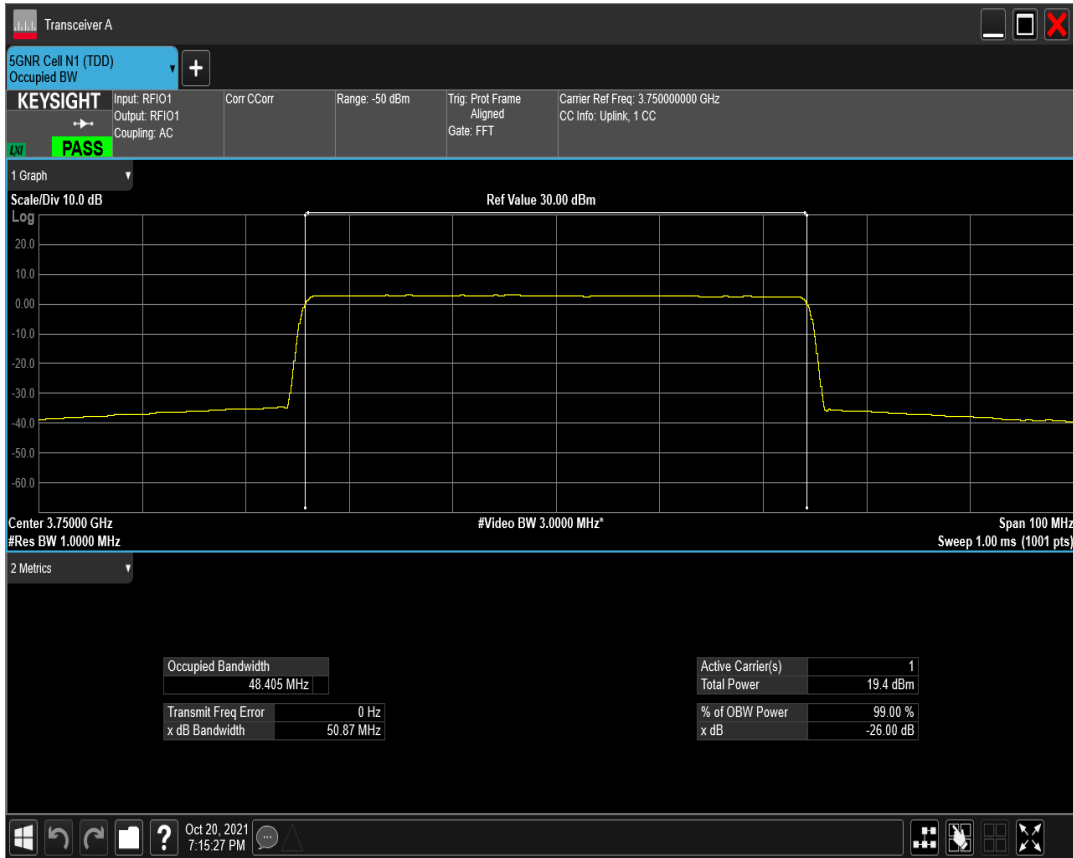 Transceiver A
5GNR Cell N1 (TDD)
Occupied BW
KEYSIGHT
LXI
PASS
Input: RFIO1
Output: RFIO1
Coupling: AC
Corr CCorr
Range: -50 dBm
Trig: Prot Frame
Aligned
Gate: FFT
Carrier Ref Freq: 3.750000000 GHz
CC Info: Uplink, 1 CC
1 Graph
Scale/Div 10.0 dB
Ref Value 30.00 dBm
Log
20.0
10.0
0.00
-10.0
-20.0
-30.0
-40.0
-50.0
-60.0
Center 3.75000 GHz
#Video BW 3.0000 MHz*
Span 100 MHz
#Res BW 1.0000 MHz
Sweep 1.00 ms (1001 pts)
2 Metrics
Occupied Bandwidth
48.405 MHz
Transmit Freq Error 0 Hz
x dB Bandwidth 50.87 MHz
Active Carrier(s) 1
Total Power 19.4 dBm
% of OBW Power 99.00 %
x dB -26.00 dB
?
Oct 20, 2021
7:15:27 PM